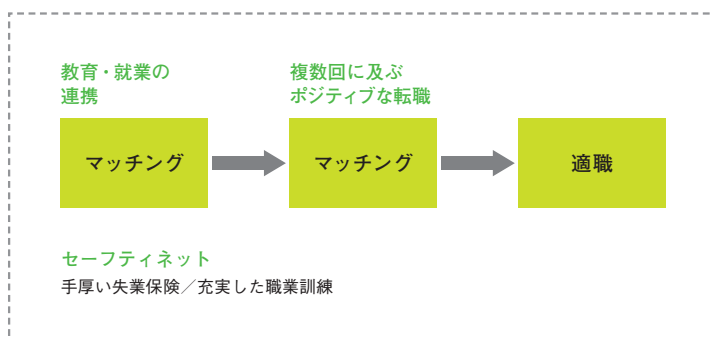 教育・就業の
連携
複数回に及ぶ
ポジティブな転職
マッチング
マッチング
適職
セーフティネット
手厚い失業保険／充実した職業訓練